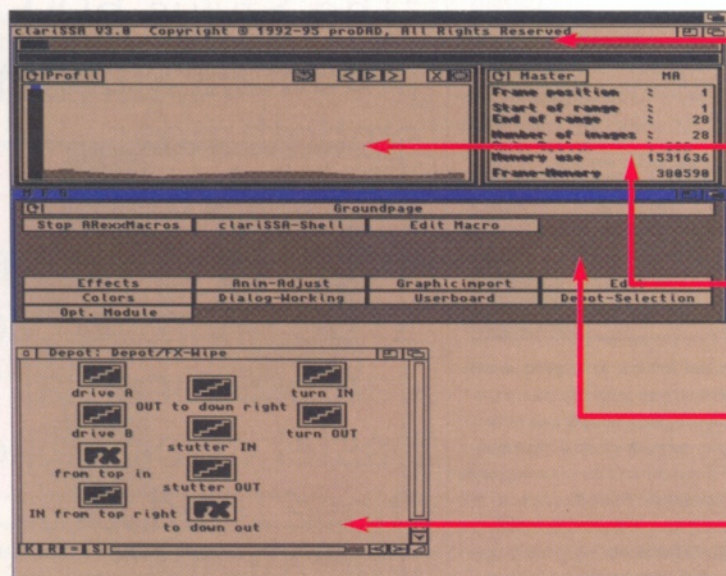 clariSSA V3.0 Copyright © 1992-95 proDAD, All Rights Reserved
Profil
Master MA
Frame position : 1
Start of range : 1
End of range : 28
Number of images : 28
Memory use 1531636
Frame-Memory 380590
Groundpage
Stop ARexxMacros clariSSA-Shell Edit Macro
Effects Anim-Adjust Graphicimport
Colors Dialog-Working Userboard Depot-Selection
Opt. Module
Depot: Depot/FX-Wipe
drive A
turn IN
OUT to down right
drive B
turn OUT
stutter IN
FX
from top in
stutter OUT
IN from top right
FX
to down out
K R = S